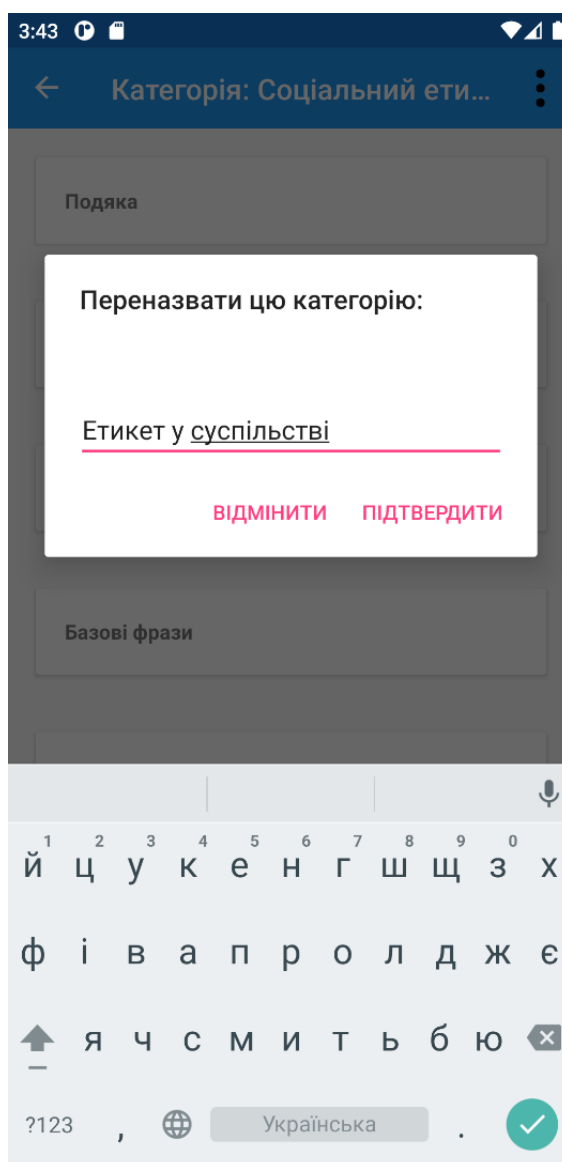 3:43
Категорія: Соціальний ети...
Подяка
Переназвати цю категорію:
Етикет у суспільстві
ВІДМІНИТИ ПІДТВЕРДИТИ
Базові фрази
1 2 3 4 5 6 7 8 9 0
й ц у к е н г ш щ з х
ф і в а п р о л д ж є
я ч с м и т ь б ю
?123 , Українська .